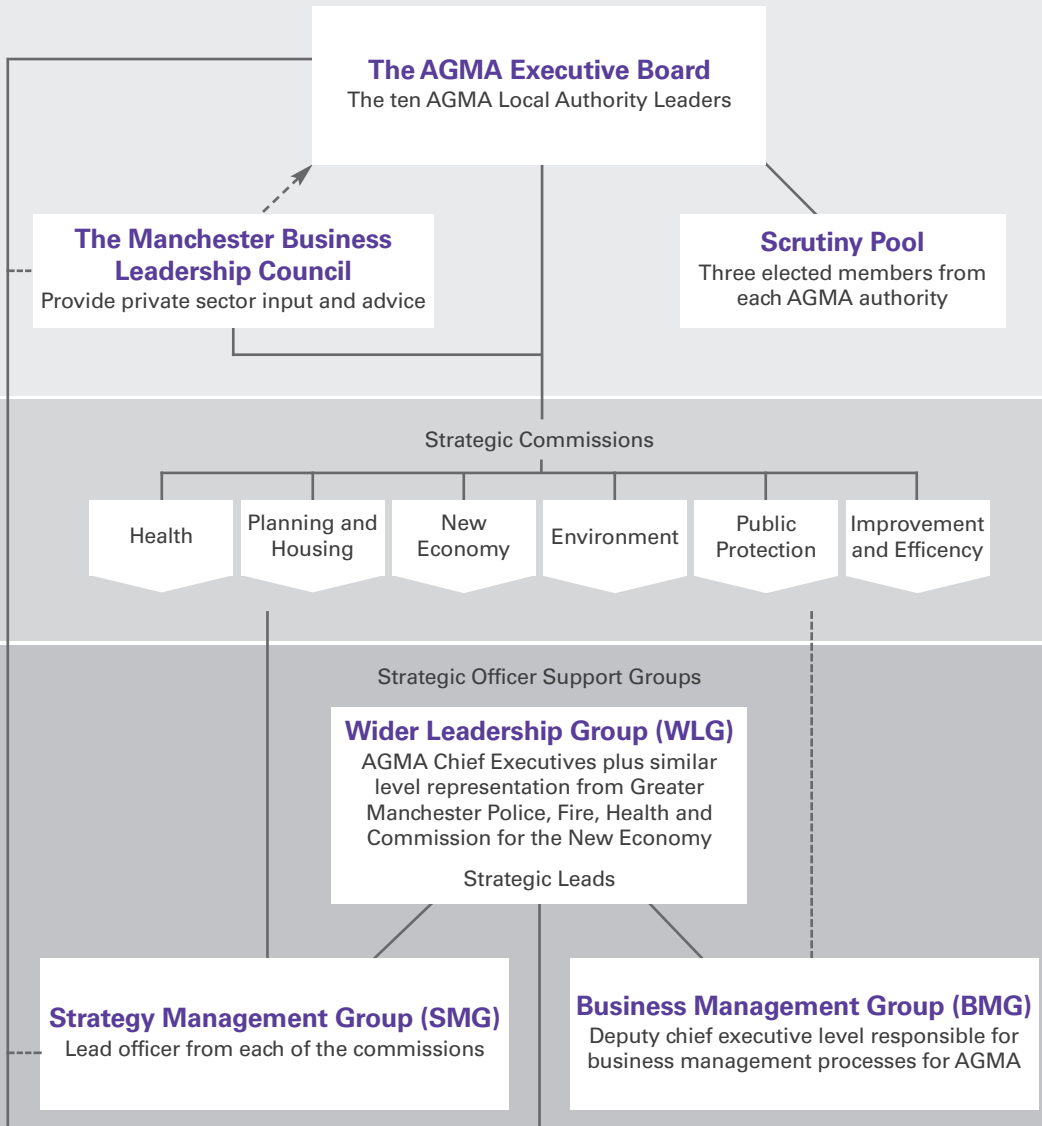 The AGMA Executive Board
The ten AGMA Local Authority Leaders
The Manchester Business
Leadership Council
Provide private sector input and advice
Scrutiny Pool
Three elected members from
each AGMA authority
Strategic Commissions
Health
Planning and
Housing
New
Economy
Environment
Public
Protection
Improvement
and Efficency
Strategic Officer Support Groups
Wider Leadership Group (WLG)
AGMA Chief Executives plus similar
level representation from Greater
Manchester Police, Fire, Health and
Commission for the New Economy
Strategic Leads
Strategy Management Group (SMG)
Lead officer from each of the commissions
Business Management Group (BMG)
Deputy chief executive level responsible for
business management processes for AGMA